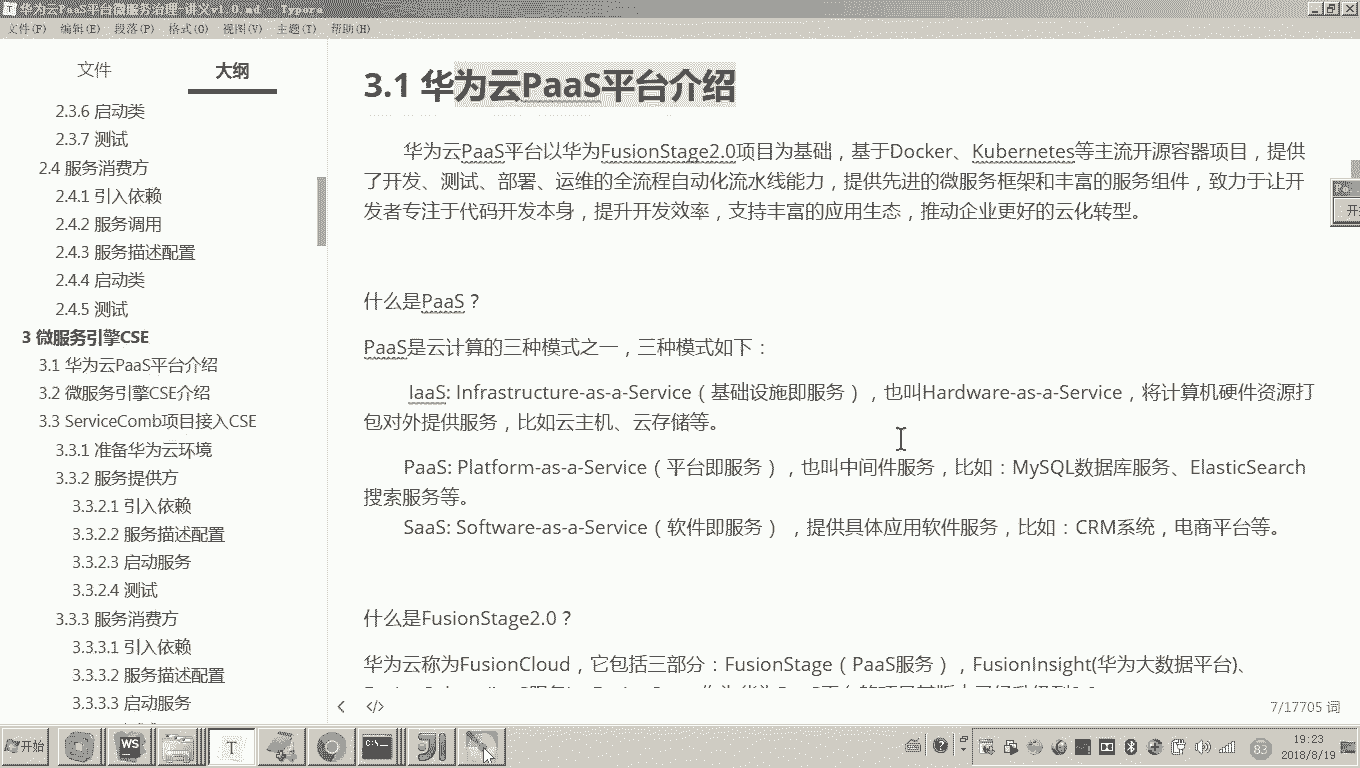 华为云PaaS平台微服务治理-讲义v1.0.md - Typora
文件(F) 编辑(E) 段落(P) 格式(O) 视图(V) 主题(T) 帮助(H)
文件 大纲
2.3.6 启动类
2.3.7 测试
2.4 服务消费方
2.4.1 引入依赖
2.4.2 服务调用
2.4.3 服务描述配置
2.4.4 启动类
2.4.5 测试
3 微服务引擎CSE
3.1 华为云PaaS平台介绍
3.2 微服务引擎CSE介绍
3.3 ServiceComb项目接入CSE
3.3.1 准备华为云环境
3.3.2 服务提供方
3.3.2.1 引入依赖
3.3.2.2 服务描述配置
3.3.2.3 启动服务
3.3.2.4 测试
3.3.3 服务消费方
3.3.3.1 引入依赖
3.3.3.2 服务描述配置
3.3.3.3 启动服务
3.1 华为云PaaS平台介绍
华为云PaaS平台以华为FusionStage2.0项目为基础，基于Docker、Kubernetes等主流开源容器项目，提供
了开发、测试、部署、运维的全流程自动化流水线能力，提供先进的微服务框架和丰富的服务组件，致力于让开
发者专注于代码开发本身，提升开发效率，支持丰富的应用生态，推动企业更好的云化转型。
什么是PaaS？
PaaS是云计算的三种模式之一，三种模式如下：
IaaS: Infrastructure-as-a-Service（基础设施即服务），也叫Hardware-as-a-Service，将计算机硬件资源打
包对外提供服务，比如云主机、云存储等。
PaaS: Platform-as-a-Service（平台即服务），也叫中间件服务，比如：MySQL数据库服务、ElasticSearch
搜索服务等。
SaaS: Software-as-a-Service（软件即服务），提供具体应用软件服务，比如：CRM系统，电商平台等。
什么是FusionStage2.0？
华为云称为FusionCloud，它包括三部分：FusionStage（PaaS服务），FusionInsight(华为大数据平台)、
7/17705 词
开始
WS
T
C:\
83
19:23
2018/8/19